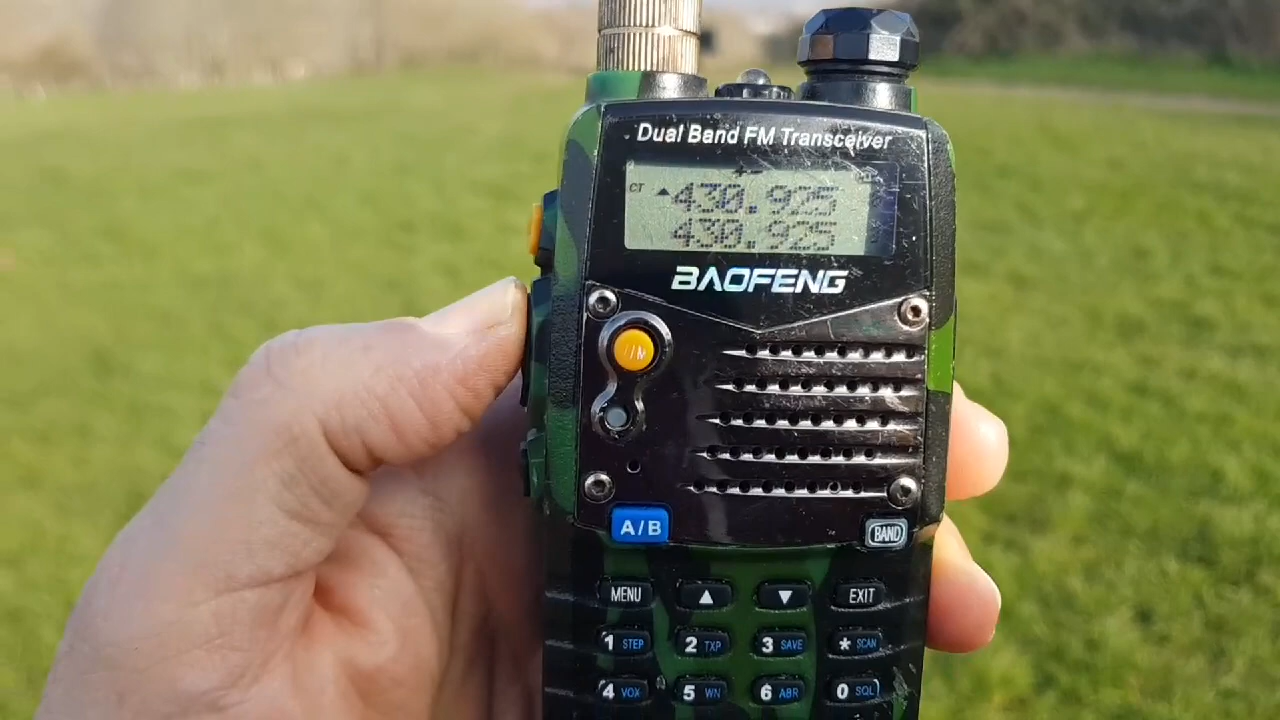 Dual Band FM Transceiver
+-
CT ▲430.925
430.925
BAOFENG
A/B
BAND
MENU ▲ ▼ EXIT
1 STEP 2 TXP 3 SAVE * SCAN
4 VOX 5 WN 6 ABR 0 SQL